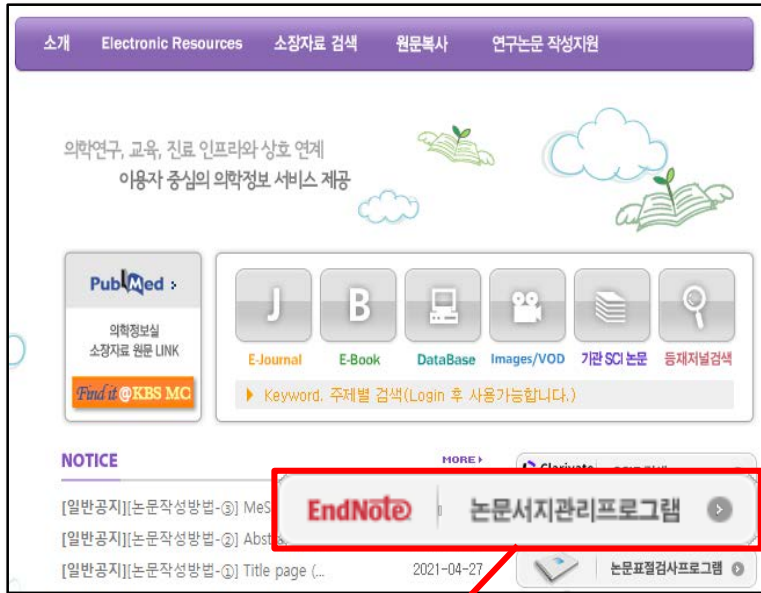 소개 Electronic Resources 소장자료 검색 원문복사 연구논문 작성지원
의학연구, 교육, 진료 인프라와 상호 연계
이용자 중심의 의학정보 서비스 제공
PubMed
의학정보실
소장자료 원문 LINK
Find it @KBS MC
J B
E-Journal E-Book DataBase Images/VOD 기관 SCI 논문 등재저널검색
Keyword, 주제별 검색(Login 후 사용가능합니다.)
NOTICE MORE
EndNote 논문서지관리프로그램
[일반공지][논문작성방법-③] MeS
[일반공지][논문작성방법-②] Abst
[일반공지][논문작성방법-①] Title page (... 2021-04-27
논문표절검사프로그램